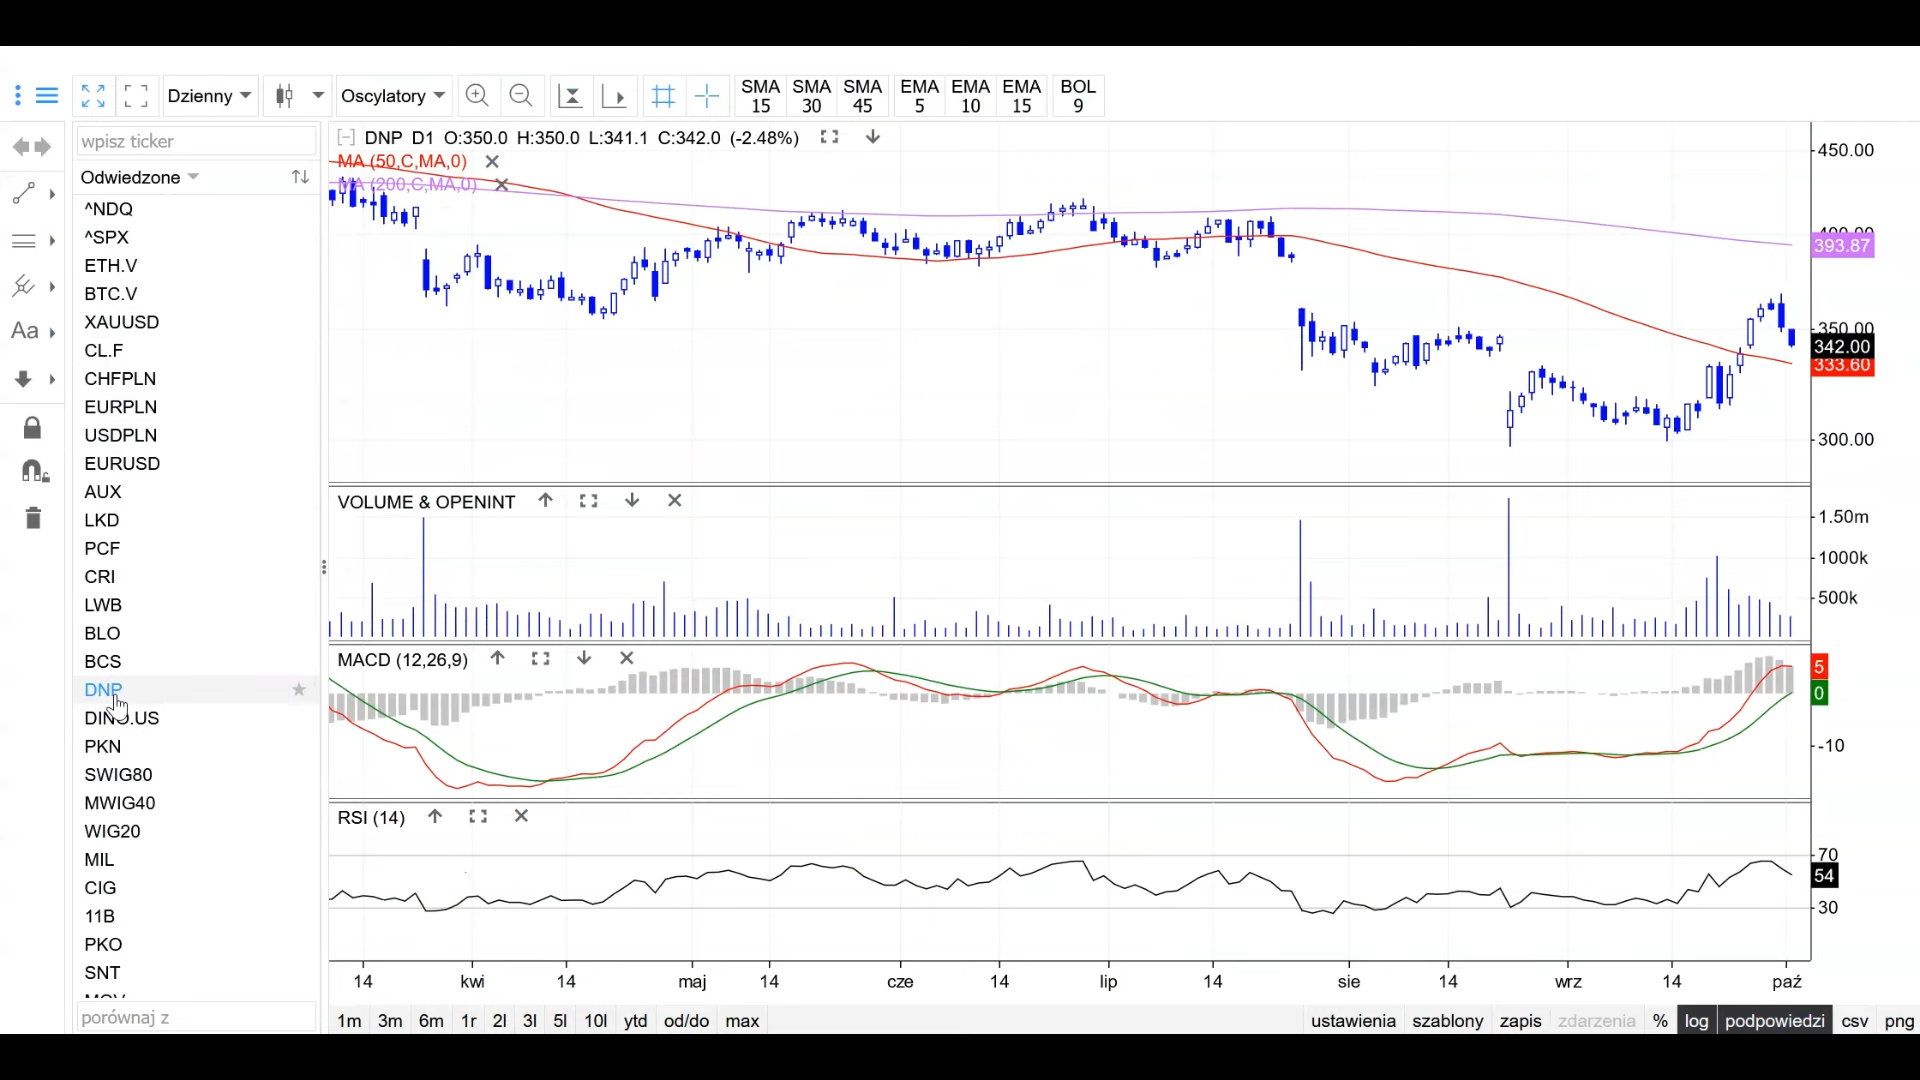 Dzienny
Oscylatory
SMA 15
SMA 30
SMA 45
EMA 5
EMA 10
EMA 15
BOL 9
wpisz ticker
Odwiedzone
^NDQ
^SPX
ETH.V
BTC.V
XAUUSD
CL.F
CHFPLN
EURPLN
USDPLN
EURUSD
AUX
LKD
PCF
CRI
LWB
BLO
BCS
DNP
DINO.US
PKN
SWIG80
MWIG40
WIG20
MIL
CIG
11B
PKO
SNT
porównaj z
Aa
[-] DNP D1 O:350.0 H:350.0 L:341.1 C:342.0 (-2.48%)
MA (50,C,MA,0)
MA (200,C,MA,0)
450.00
400.00
393.87
350.00
342.00
333.60
300.00
VOLUME & OPENINT
1.50m
1000k
500k
MACD (12,26,9)
5
0
-10
RSI (14)
70
54
30
14 kwi 14 maj 14 cze 14 lip 14 sie 14 wrz 14 paź
1m 3m 6m 1r 2l 3l 5l 10l ytd od/do max
ustawienia szablony zapis zdarzenia % log podpowiedzi csv png